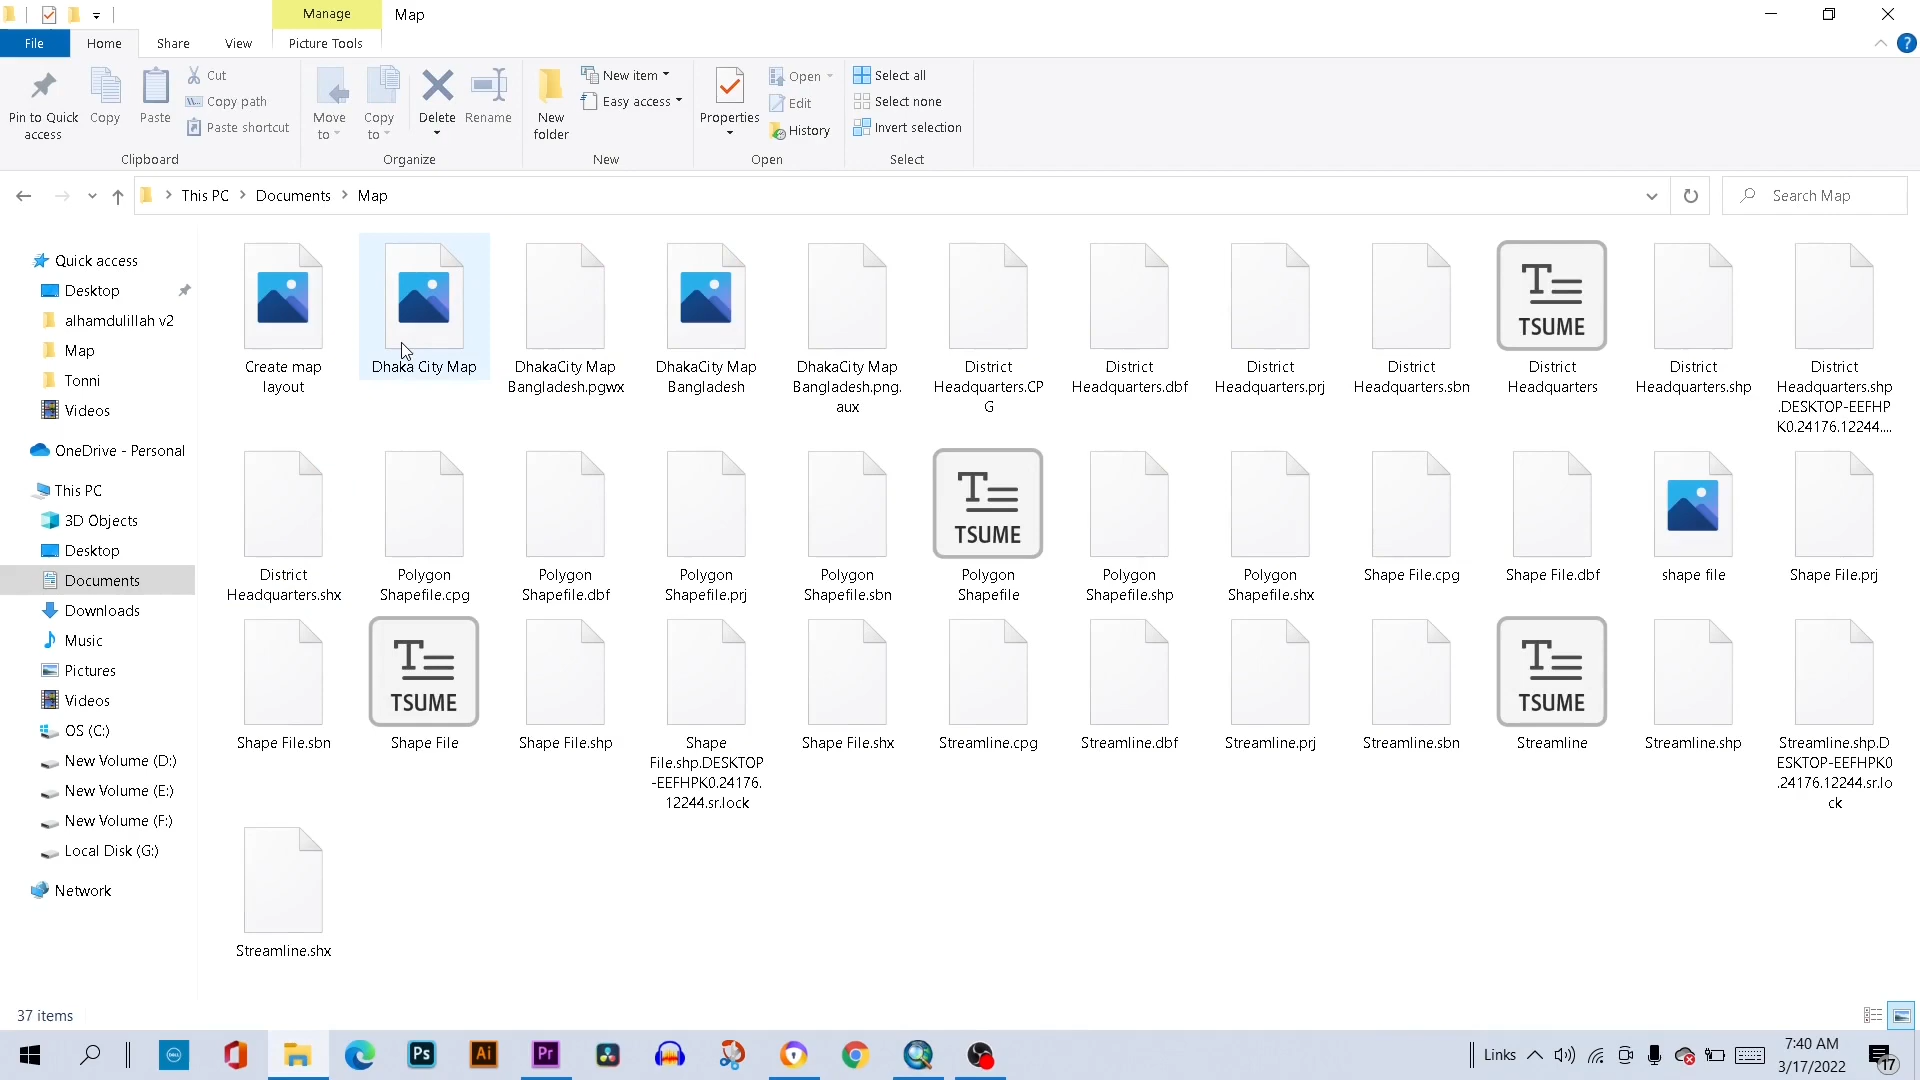 Manage
Map
File
Home
Share
View
Picture Tools
Pin to Quick
access
Copy
Paste
Cut
Copy path
Paste shortcut
Clipboard
Move
to
Copy
to
Delete
Rename
Organize
New
folder
New item
Easy access
New
Properties
Open
Edit
History
Open
Select all
Select none
Invert selection
Select
This PC
Documents
Map
Search Map
Quick access
Desktop
alhamdulillah v2
Map
Tonni
Videos
OneDrive - Personal
This PC
3D Objects
Desktop
Documents
Downloads
Music
Pictures
Videos
OS (C:)
New Volume (D:)
New Volume (E:)
New Volume (F:)
Local Disk (G:)
Network
Create map
layout
Dhaka City Map
DhakaCity Map
Bangladesh.pgwx
DhakaCity Map
Bangladesh
DhakaCity Map
Bangladesh.png.
aux
District
Headquarters.CP
G
District
Headquarters.dbf
District
Headquarters.prj
District
Headquarters.sbn
TSUME
District
Headquarters
District
Headquarters.shp
District
Headquarters.shp
.DESKTOP-EEFHP
K0.24176.12244....
District
Headquarters.shx
Polygon
Shapefile.cpg
Polygon
Shapefile.dbf
Polygon
Shapefile.prj
Polygon
Shapefile.sbn
TSUME
Polygon
Shapefile
Polygon
Shapefile.shp
Polygon
Shapefile.shx
Shape File.cpg
Shape File.dbf
shape file
Shape File.prj
Shape File.sbn
TSUME
Shape File
Shape File.shp
Shape
File.shp.DESKTOP
-EEFHPK0.24176.
12244.sr.lock
Shape File.shx
Streamline.cpg
Streamline.dbf
Streamline.prj
Streamline.sbn
TSUME
Streamline
Streamline.shp
Streamline.shp.D
ESKTOP-EEFHPK0
.24176.12244.sr.lo
ck
Streamline.shx
37 items
DELL
Ps
Ai
Pr
Links
7:40 AM
3/17/2022
17